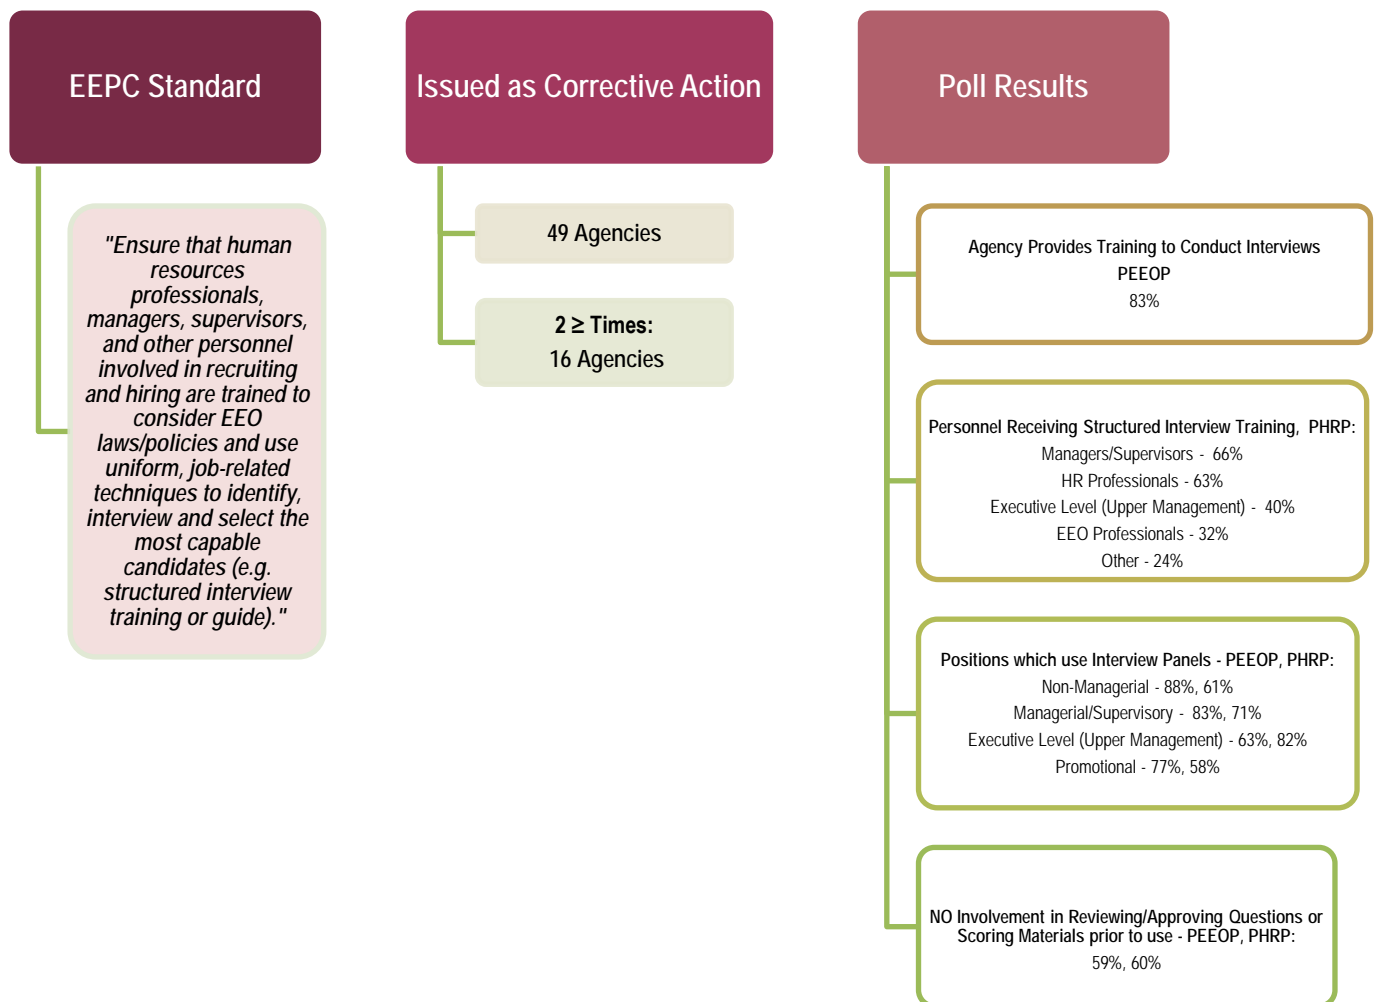 EEPC Standard
"Ensure that human
resources
professionals,
managers, supervisors,
and other personnel
involved in recruiting
and hiring are trained to
consider EEO
laws/policies and use
uniform, job-related
techniques to identify,
interview and select the
most capable
candidates (e.g.
structured interview
training or guide)."
Issued as Corrective Action
49 Agencies
2 ≥ Times:
16 Agencies
Poll Results
Agency Provides Training to Conduct Interviews
PEEOP
83%
Personnel Receiving Structured Interview Training, PHRP:
Managers/Supervisors - 66%
HR Professionals - 63%
Executive Level (Upper Management) - 40%
EEO Professionals - 32%
Other - 24%
Positions which use Interview Panels - PEEOP, PHRP:
Non-Managerial - 88%, 61%
Managerial/Supervisory - 83%, 71%
Executive Level (Upper Management) - 63%, 82%
Promotional - 77%, 58%
NO Involvement in Reviewing/Approving Questions or
Scoring Materials prior to use - PEEOP, PHRP:
59%, 60%